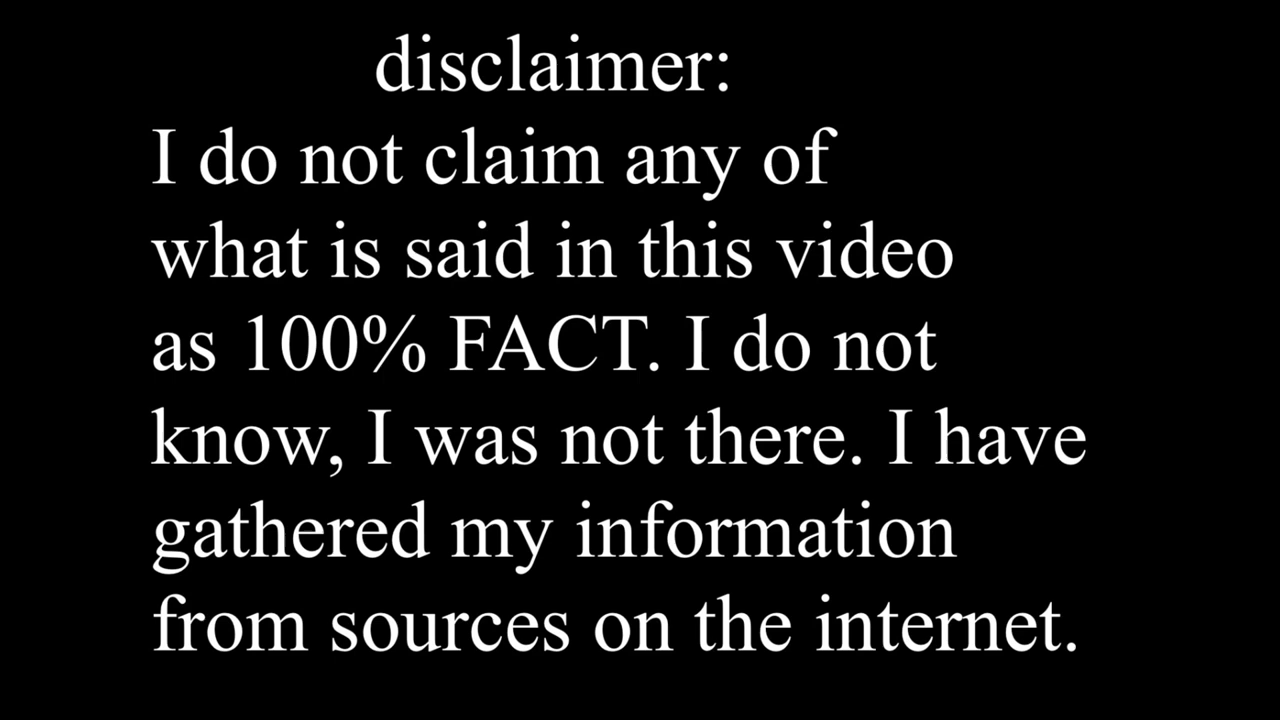 disclaimer:
I do not claim any of
what is said in this video
as 100% FACT. I do not
know, I was not there. I have
gathered my information
from sources on the internet.